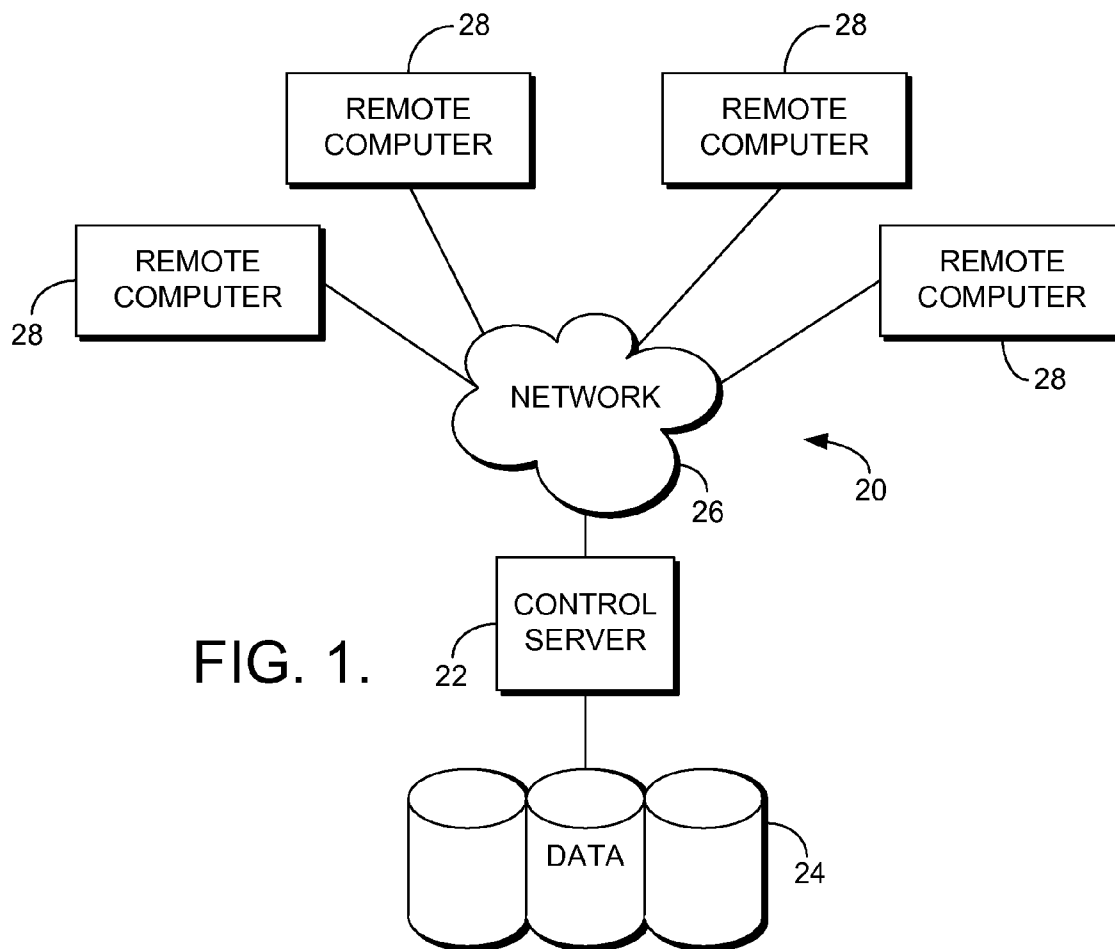 28
28
REMOTE
COMPUTER
REMOTE
COMPUTER
REMOTE
COMPUTER
REMOTE
COMPUTER
28
28
NETWORK
20
26
CONTROL
SERVER
22
FIG. 1.
DATA
24